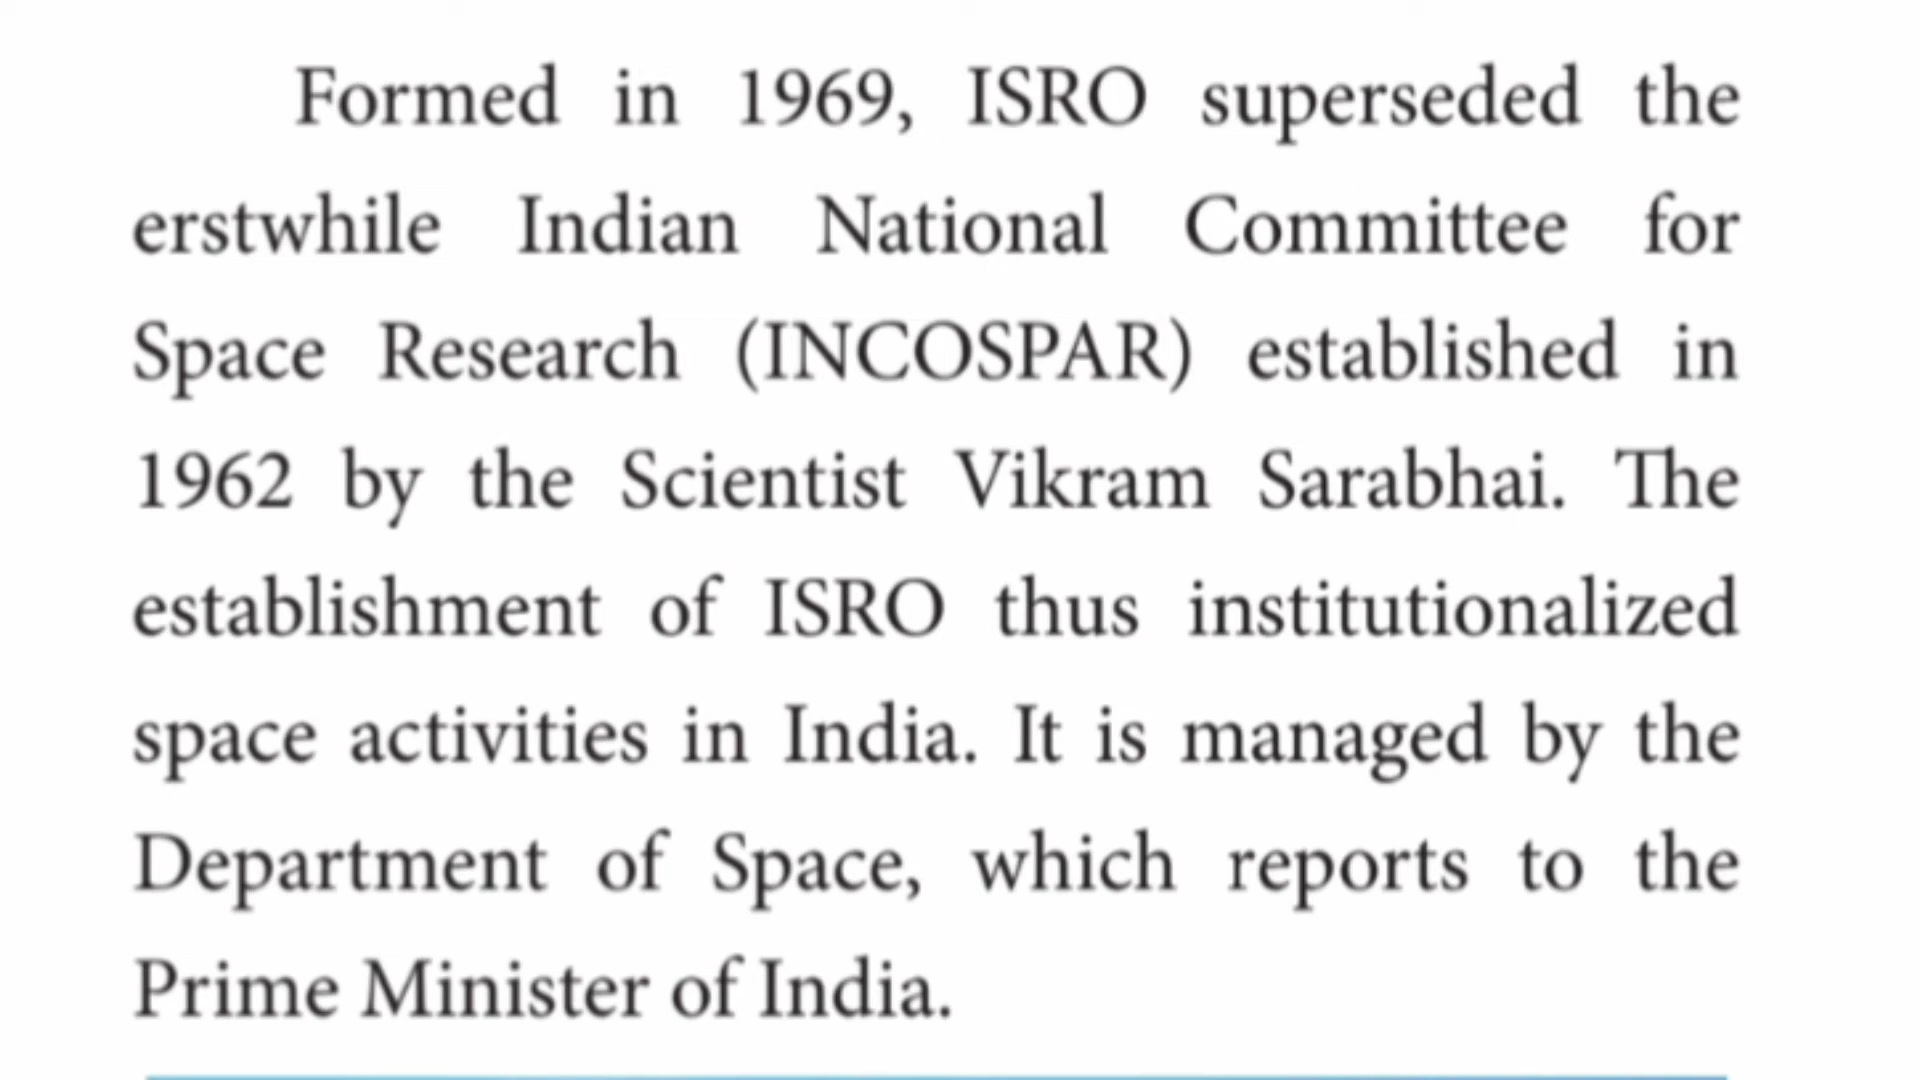 Formed in 1969, ISRO superseded the
erstwhile Indian National Committee for
Space Research (INCOSPAR) established in
1962 by the Scientist Vikram Sarabhai. The
establishment of ISRO thus institutionalized
space activities in India. It is managed by the
Department of Space, which reports to the
Prime Minister of India.